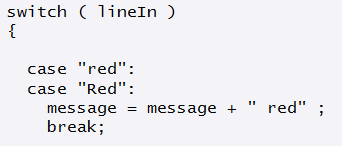 switch ( lineIn )
{
case "red":
case "Red":
message = message + " red" ;
break;